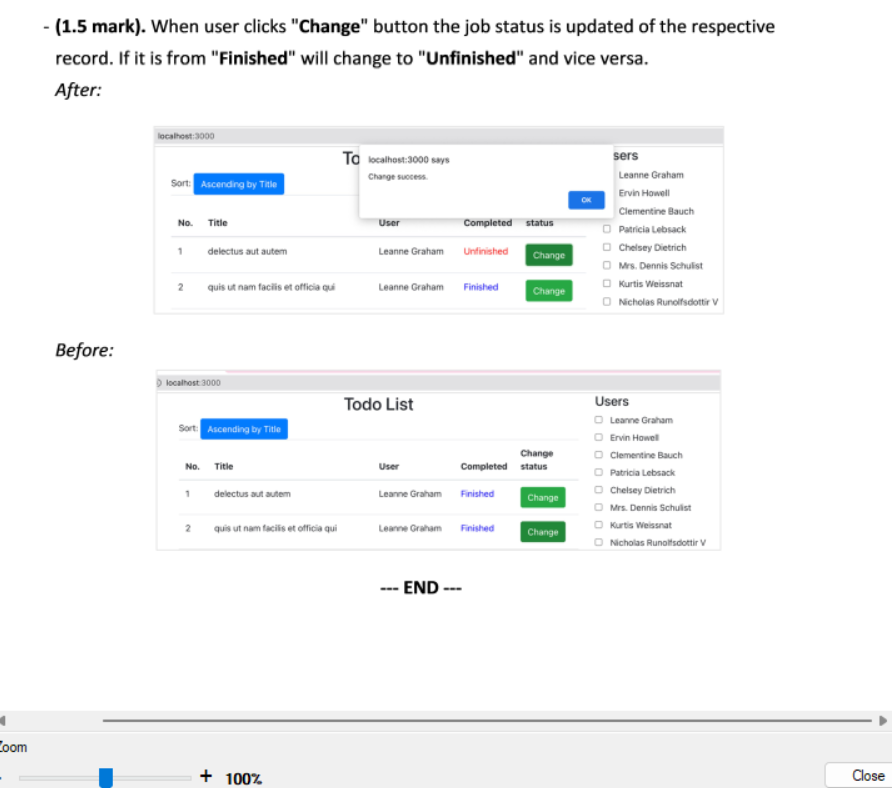 - (1.5 mark). When user clicks "Change" button the job status is updated of the respective
record. If it is from "Finished" will change to "Unfinished" and vice versa.
After:
localhost:3000
To
localhost:3000 says
Change success.
OK
sers
Sort: Ascending by Title
No. Title User Completed status
1 delectus aut autem Leanne Graham Unfinished Change
2 quis ut nam facilis et officia qui Leanne Graham Finished Change
Leanne Graham
Ervin Howell
Clementine Bauch
Patricia Lebsack
Chelsey Dietrich
Mrs. Dennis Schulist
Kurtis Weissnat
Nicholas Runolfsdottir V
Before:
localhost:3000
Todo List
Sort: Ascending by Title
No. Title User Completed Change status
1 delectus aut autem Leanne Graham Finished Change
2 quis ut nam facilis et officia qui Leanne Graham Finished Change
Users
Leanne Graham
Ervin Howell
Clementine Bauch
Patricia Lebsack
Chelsey Dietrich
Mrs. Dennis Schulist
Kurtis Weissnat
Nicholas Runolfsdottir V
--- END ---
Zoom
+ 100%
Close